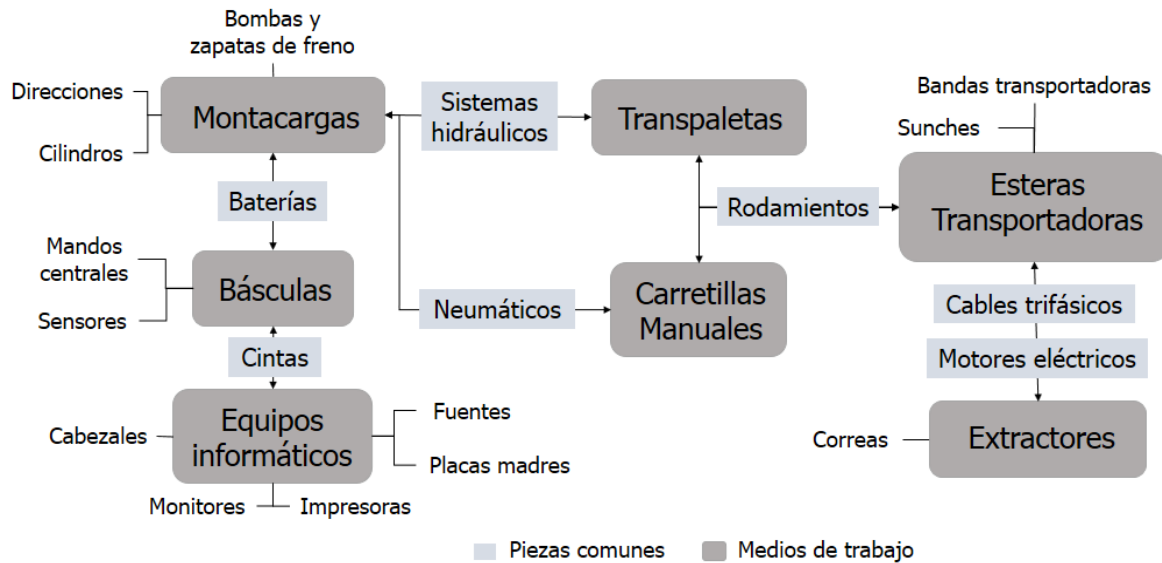 Bombas y
zapatas de freno
Direcciones
Montacargas
Cilindros
Sistemas
hidráulicos
Transpaletas
Bandas transportadoras
Sunches
Esteras
Transportadoras
Baterías
Rodamientos
Mandos
centrales
Básculas
Sensores
Neumáticos
Carretillas
Manuales
Cables trifásicos
Motores eléctricos
Cintas
Equipos
informáticos
Cabezales
Fuentes
Placas madres
Monitores
Impresoras
Correas
Extractores
Piezas comunes
Medios de trabajo